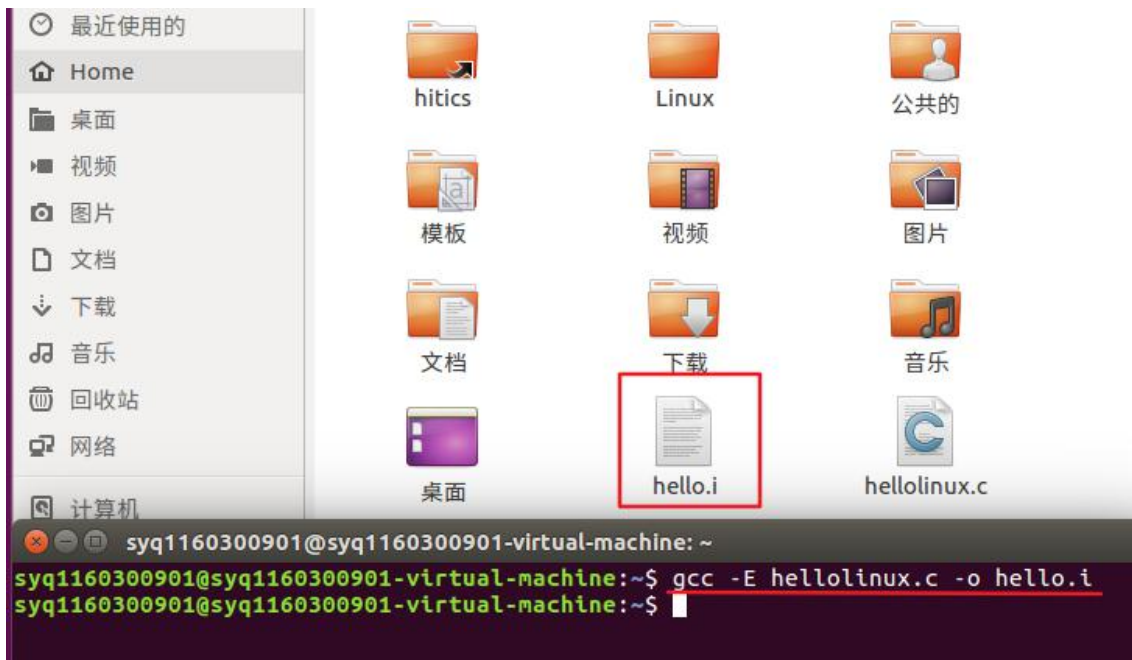 最近使用的
Home
桌面
视频
图片
文档
下载
音乐
回收站
网络
计算机
hitics
Linux
公共的
模板
视频
图片
文档
下载
音乐
桌面
hello.i
hellolinux.c
syq1160300901@syq1160300901-virtual-machine: ~
syq1160300901@syq1160300901-virtual-machine:~$ gcc -E hellolinux.c -o hello.i
syq1160300901@syq1160300901-virtual-machine:~$